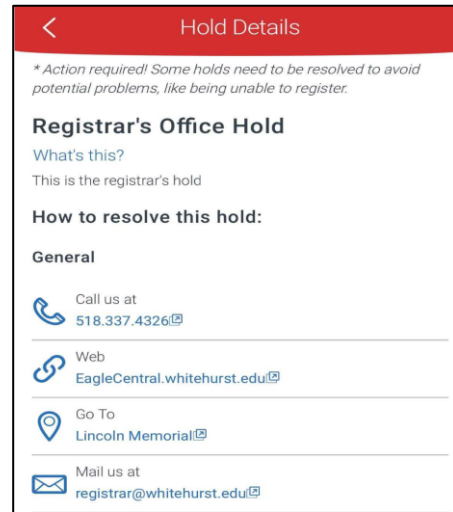 Hold Details
* Action required! Some holds need to be resolved to avoid
potential problems, like being unable to register.
Registrar's Office Hold
What's this?
This is the registrar's hold
How to resolve this hold:
General
Call us at
518.337.4326
Web
EagleCentral.whitehurst.edu
Go To
Lincoln Memorial
Mail us at
registrar@whitehurst.edu